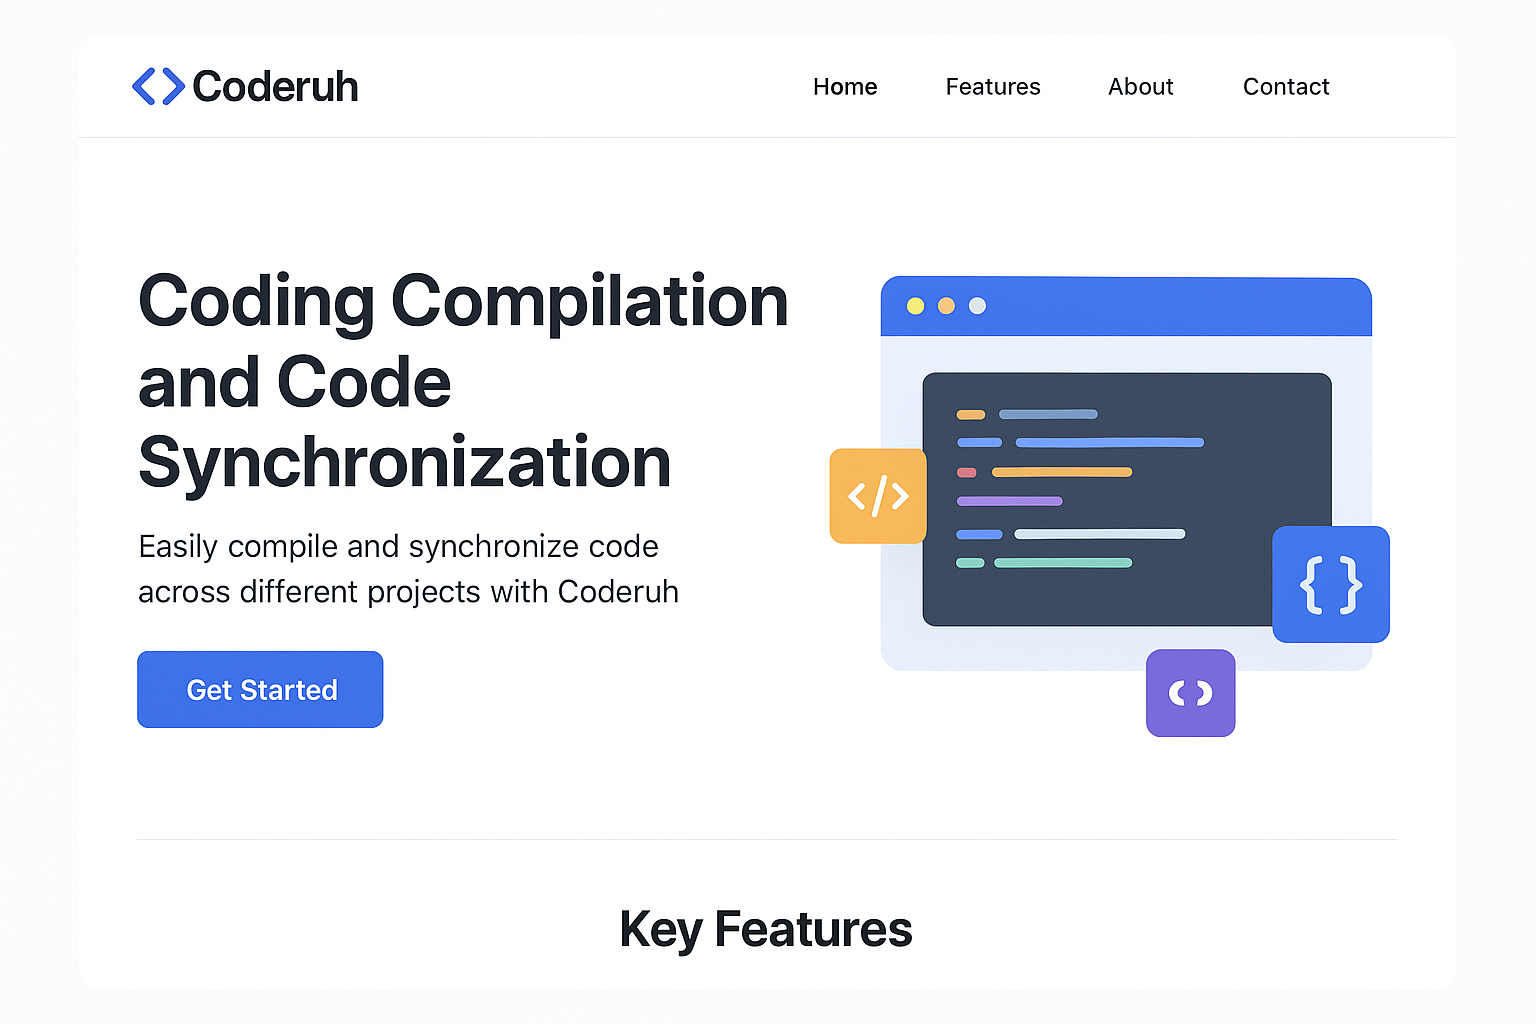 Coderuh
Home Features About Contact
Coding Compilation
and Code
Synchronization
Easily compile and synchronize code
across different projects with Coderuh
Get Started
</>
{ }
Key Features